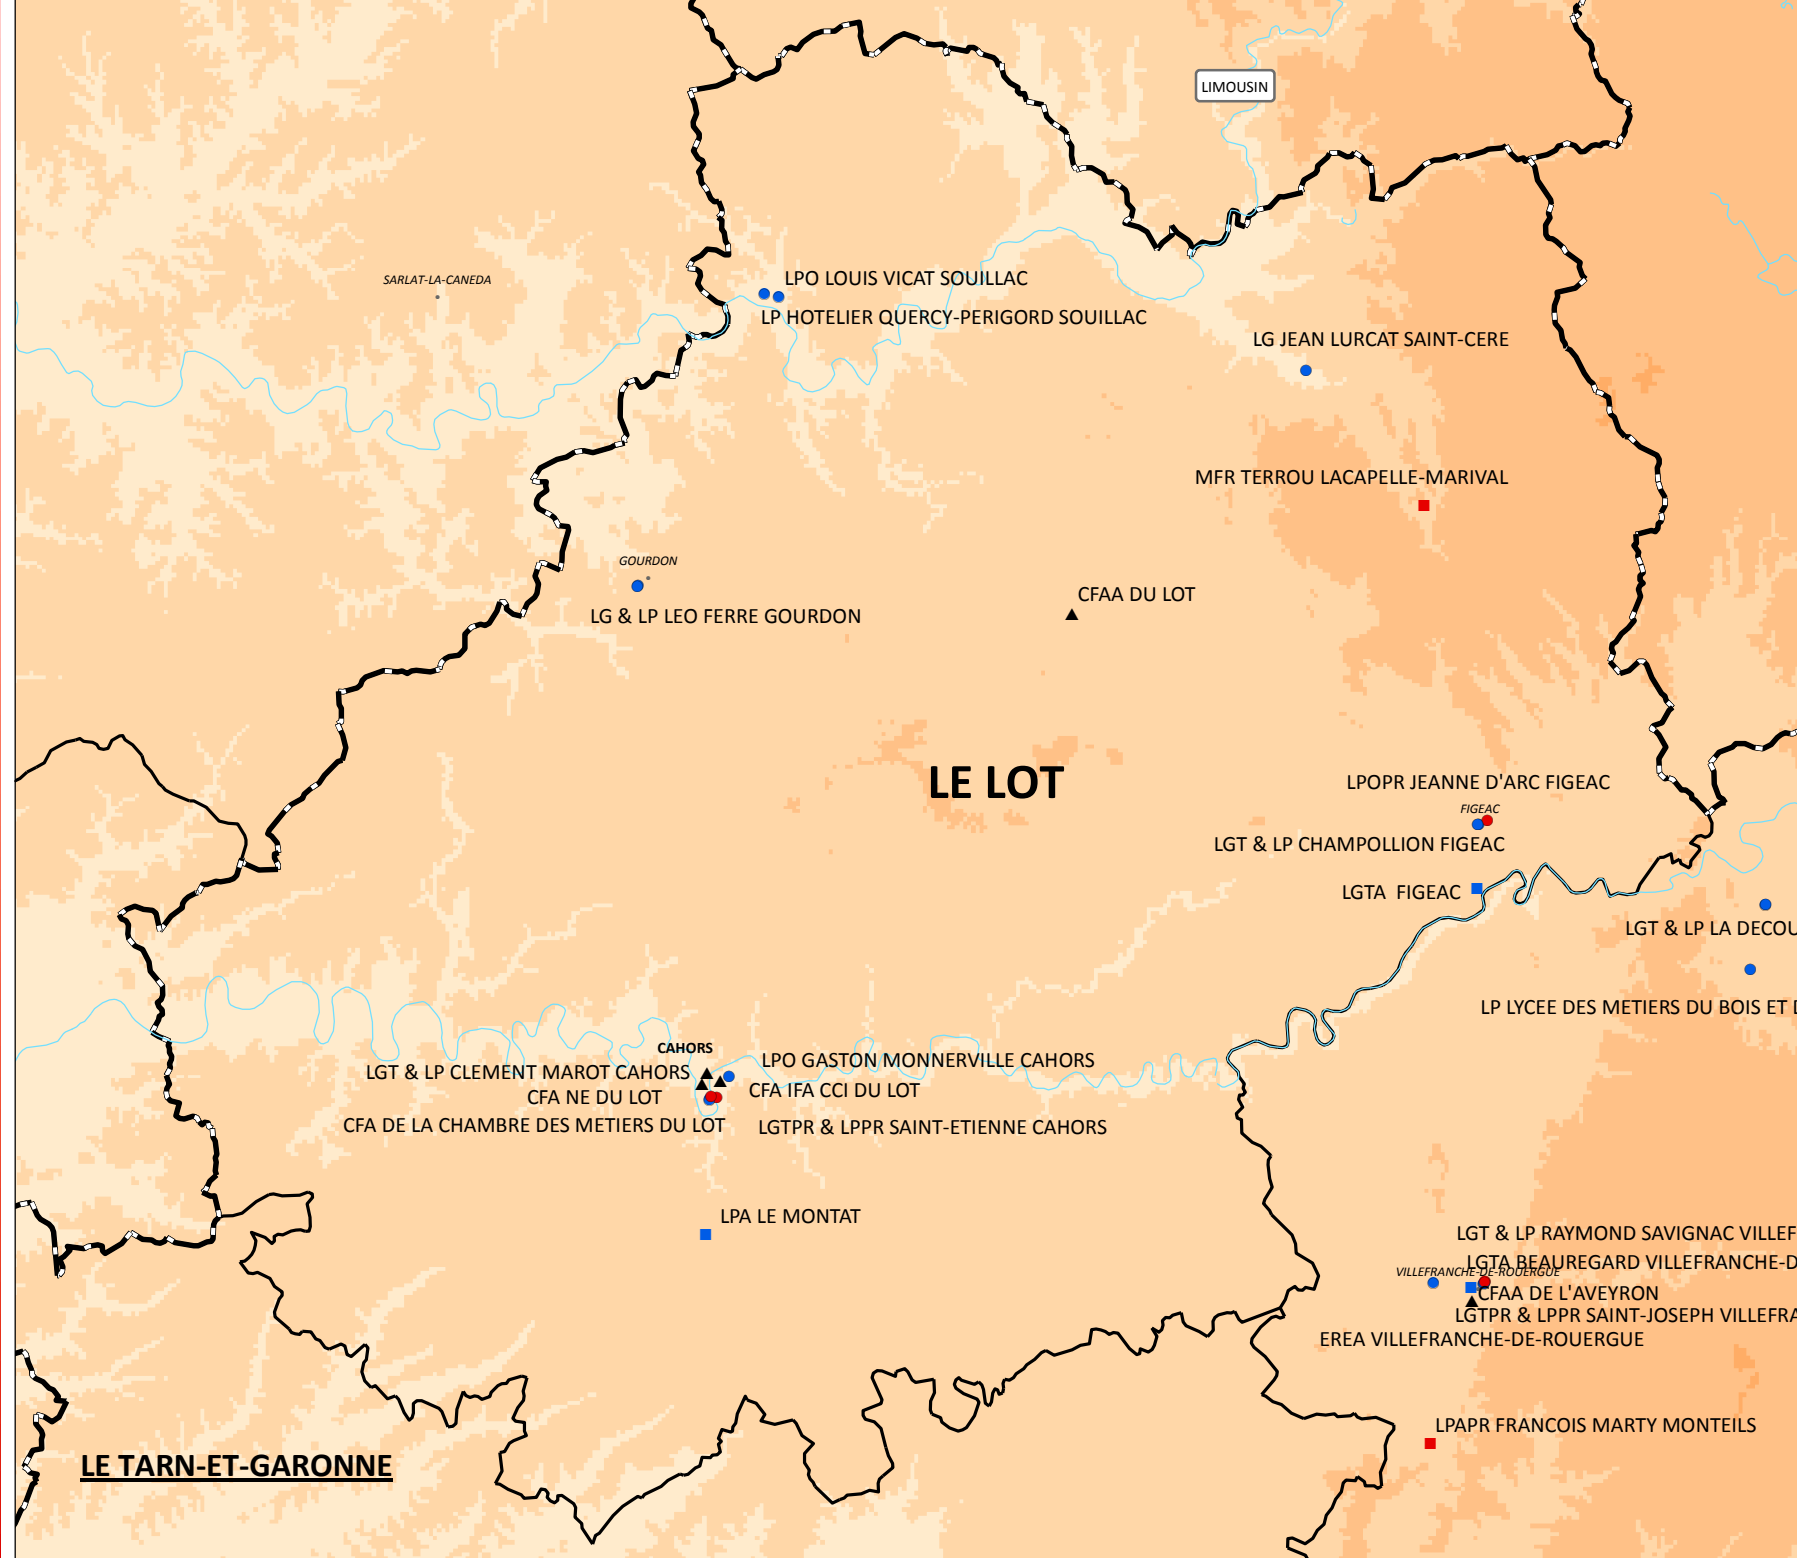 LIMOUSIN
LPO LOUIS VICAT SOUILLAC
SARLAT-LA-CANEDA
LP HOTELIER QUERCY-PERIGORD SOUILLAC
LG JEAN LURCAT SAINT-CERE
MFR TERROU LACAPELLE-MARIVAL
GOURDON
CFAA DU LOT
LG & LP LEO FERRE GOURDON
LE LOT
LPOPR JEANNE D'ARC FIGEAC
FIGEAC
LGT & LP CHAMPOLLION FIGEAC
LGTA FIGEAC
LGT & LP LA DECOU
LP LYCEE DES METIERS DU BOIS ET D
CAHORS
LPO GASTON MONNERVILLE CAHORS
LGT & LP CLEMENT MAROT CAHORS
CFA IFA CCI DU LOT
CFA NE DU LOT
CFA DE LA CHAMBRE DES METIERS DU LOT
LGTPR & LPPR SAINT-ETIENNE CAHORS
LPA LE MONTAT
LGT & LP RAYMOND SAVIGNAC VILLEF
LGTA BEAUREGARD VILLEFRANCHE-D
VILLEFRANCHE-DE-ROUERGUE
CFAA DE L'AVEYRON
LGTPR & LPPR SAINT-JOSEPH VILLEFRA
EREA VILLEFRANCHE-DE-ROUERGUE
LPAPR FRANCOIS MARTY MONTEILS
LE TARN-ET-GARONNE